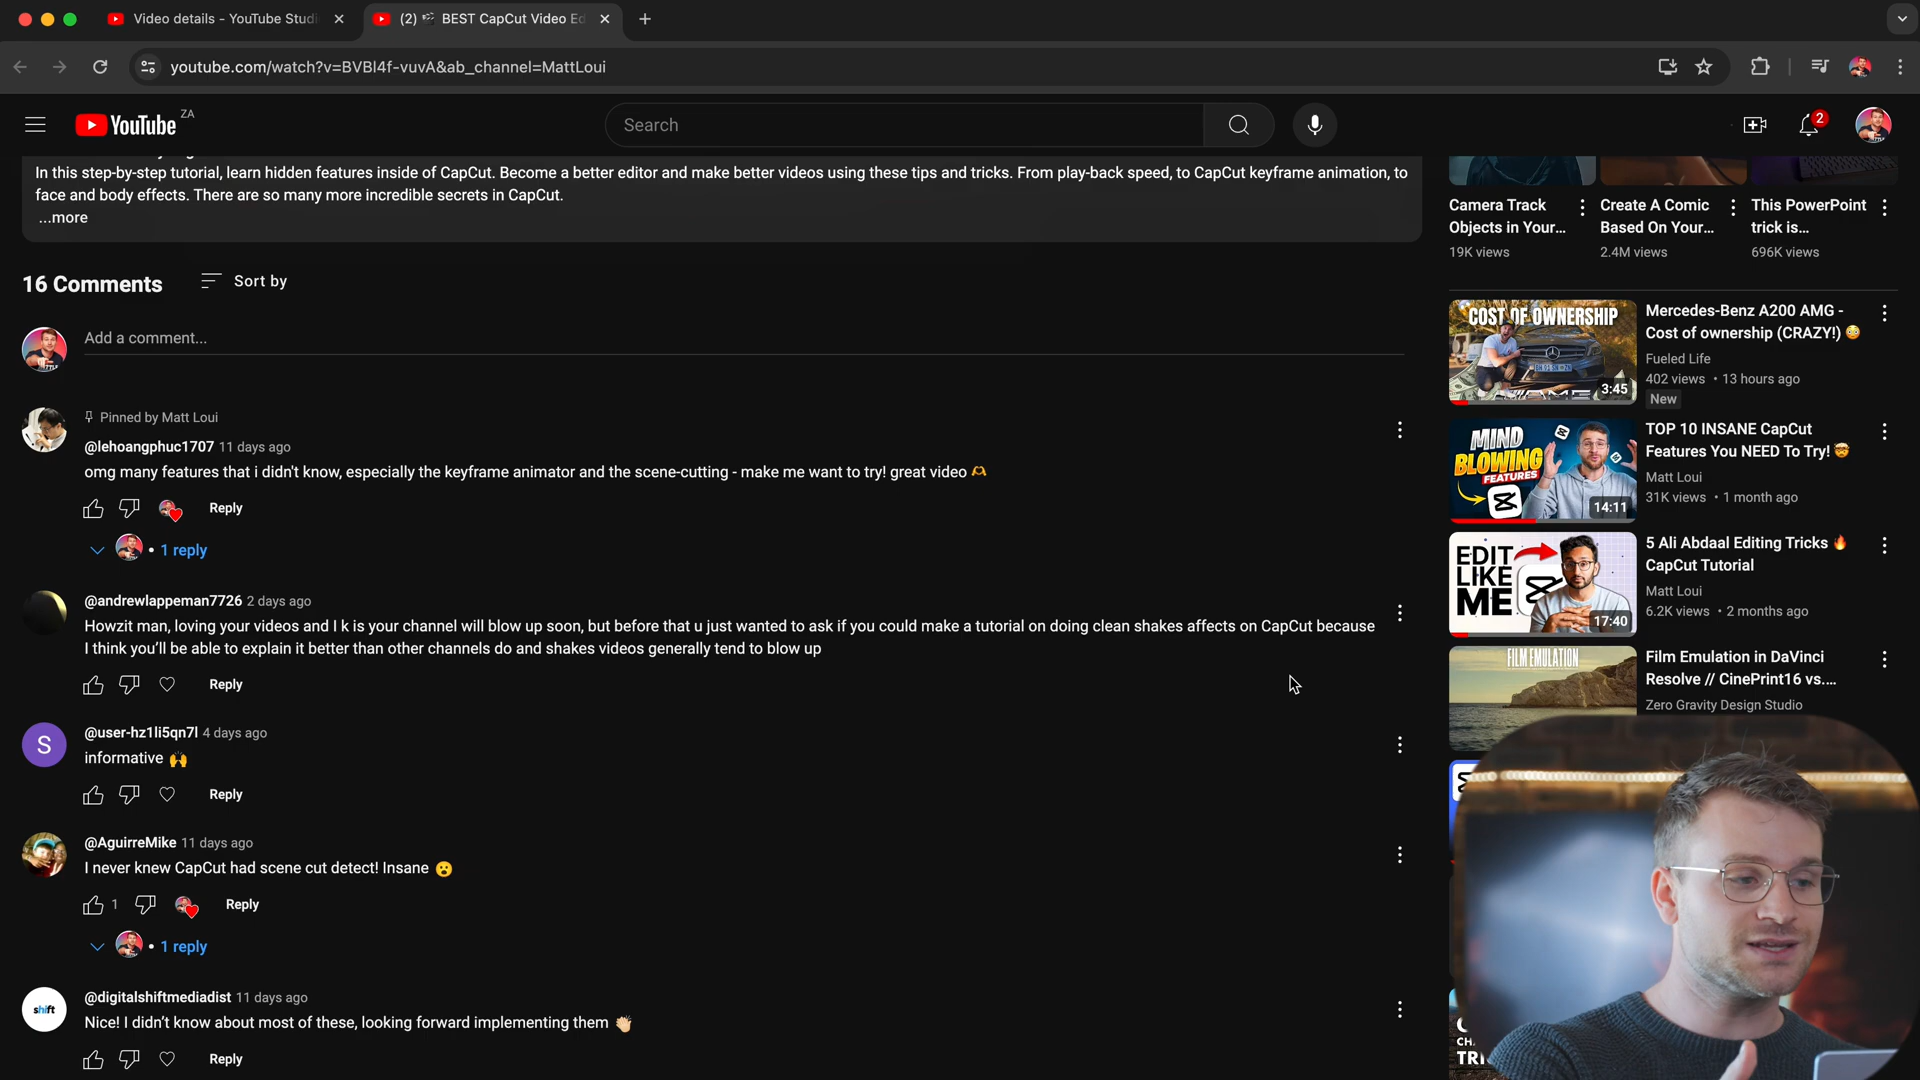 Video details - YouTube Studi
(2) 🎬 BEST CapCut Video Ed
youtube.com/watch?v=BVBl4f-vuvA&ab_channel=MattLoui
YouTube ZA
Search
2
In this step-by-step tutorial, learn hidden features inside of CapCut. Become a better editor and make better videos using these tips and tricks. From play-back speed, to CapCut keyframe animation, to
face and body effects. There are so many more incredible secrets in CapCut.
...more
16 Comments
Sort by
Add a comment...
Pinned by Matt Loui
@lehoangphuc1707 11 days ago
omg many features that i didn't know, especially the keyframe animator and the scene-cutting - make me want to try! great video 🫶
Reply
• 1 reply
@andrewlappeman7726 2 days ago
Howzit man, loving your videos and I k is your channel will blow up soon, but before that u just wanted to ask if you could make a tutorial on doing clean shakes affects on CapCut because
I think you'll be able to explain it better than other channels do and shakes videos generally tend to blow up
Reply
S
@user-hz1li5qn7l 4 days ago
informative 🙌
Reply
@AguirreMike 11 days ago
I never knew CapCut had scene cut detect! Insane 😮
1
Reply
• 1 reply
shift
@digitalshiftmediadist 11 days ago
Nice! I didn't know about most of these, looking forward implementing them 👏🏻
Reply
Camera Track
Objects in Your...
19K views
Create A Comic
Based On Your...
2.4M views
This PowerPoint
trick is...
696K views
COST OF OWNERSHIP
3:45
Mercedes-Benz A200 AMG -
Cost of ownership (CRAZY!) 😳
Fueled Life
402 views • 13 hours ago
New
MIND
BLOWING
FEATURES
14:11
TOP 10 INSANE CapCut
Features You NEED To Try! 🤯
Matt Loui
31K views • 1 month ago
EDIT
LIKE
ME
17:40
5 Ali Abdaal Editing Tricks 🔥
CapCut Tutorial
Matt Loui
6.2K views • 2 months ago
FILM EMULATION
Film Emulation in DaVinci
Resolve // CinePrint16 vs....
Zero Gravity Design Studio